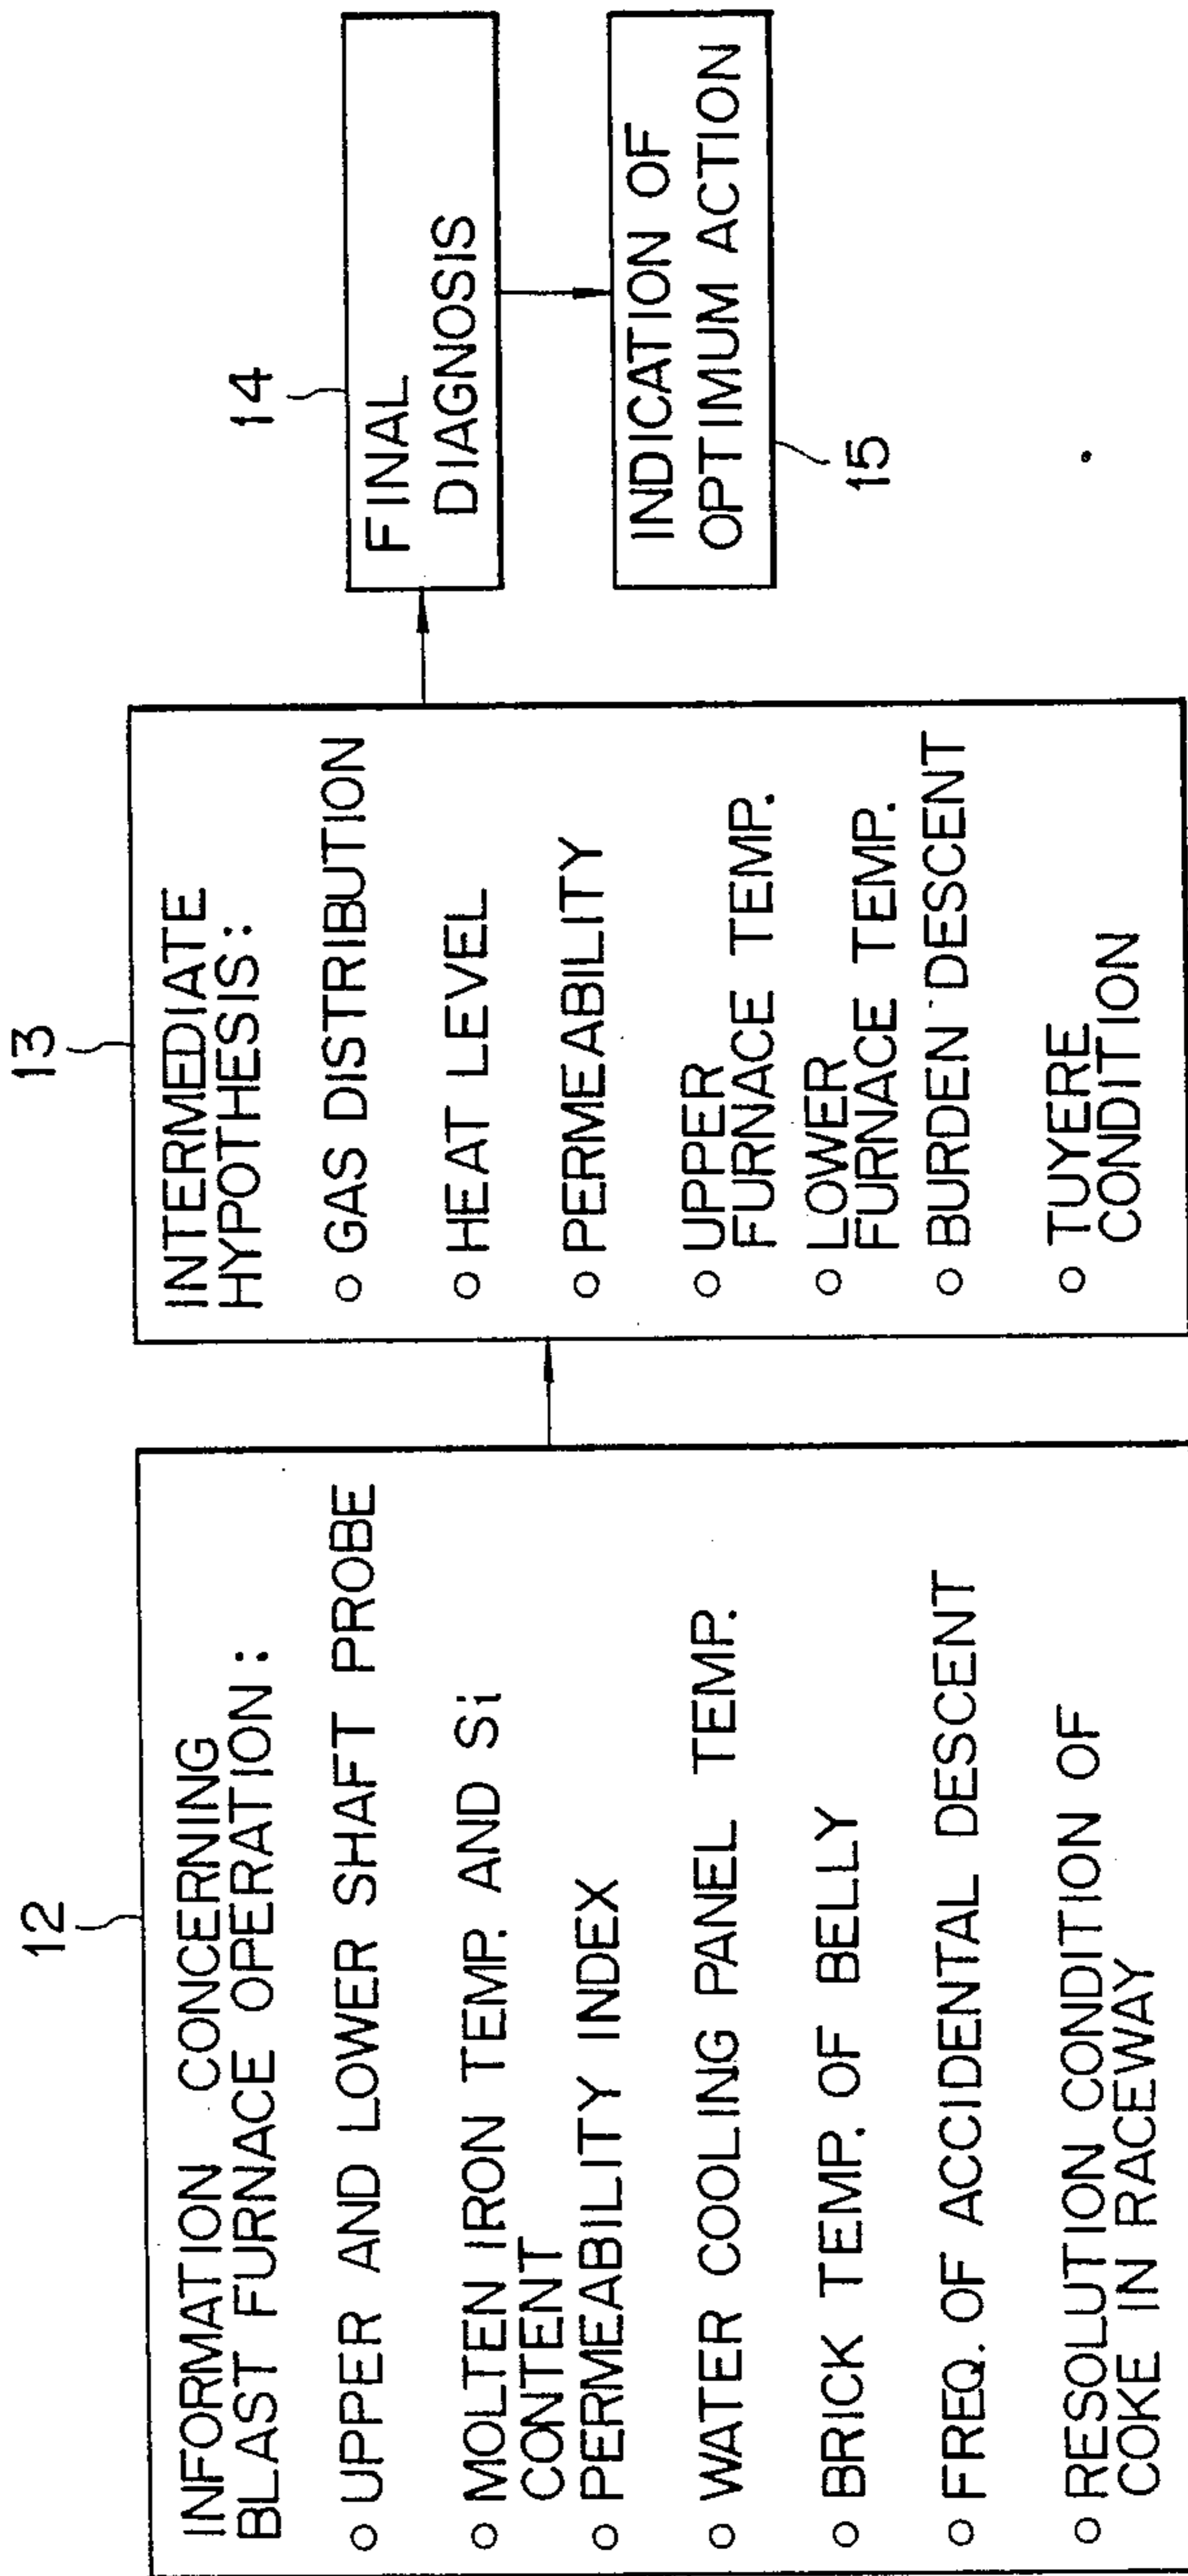 12
INFORMATION CONCERNING
BLAST FURNACE OPERATION:
○ UPPER AND LOWER SHAFT PROBE
○ MOLTEN IRON TEMP. AND Si
CONTENT
○ PERMEABILITY INDEX
○ WATER COOLING PANEL TEMP.
○ BRICK TEMP. OF BELLY
○ FREQ. OF ACCIDENTAL DESCENT
○ RESOLUTION CONDITION OF
COKE IN RACEWAY
13
INTERMEDIATE
HYPOTHESIS:
○ GAS DISTRIBUTION
○ HEAT LEVEL
○ PERMEABILITY
○ UPPER
FURNACE TEMP.
○ LOWER
FURNACE TEMP.
○ BURDEN DESCENT
○ TUYERE
CONDITION
14
FINAL
DIAGNOSIS
INDICATION OF
OPTIMUM ACTION
15